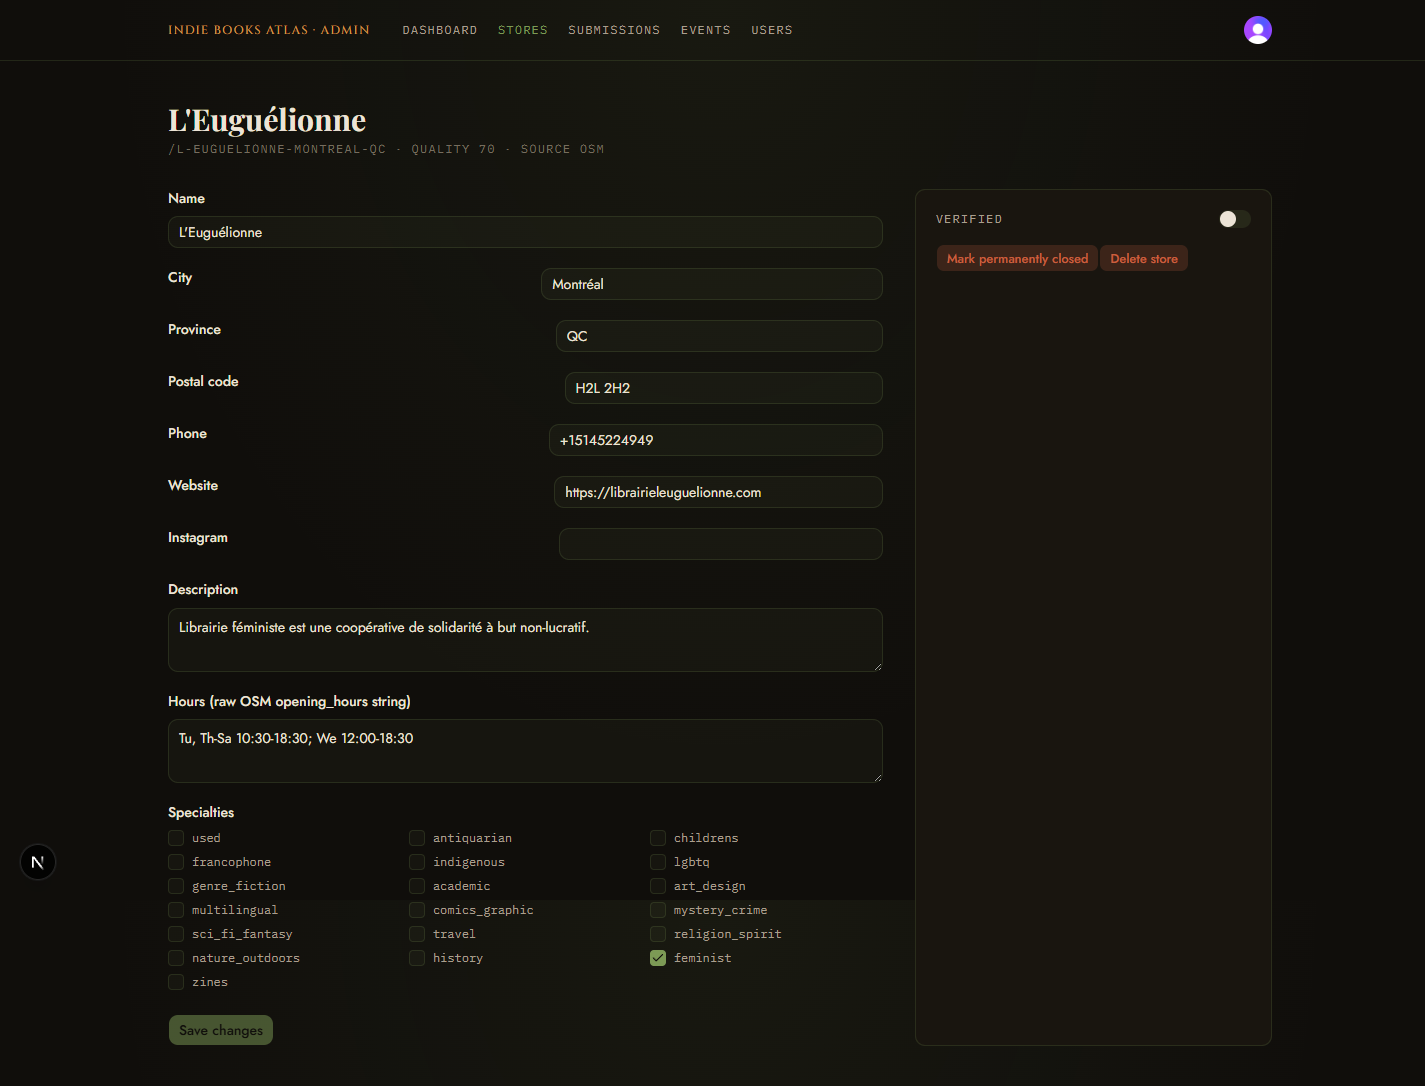 INDIE BOOKS ATLAS · ADMIN DASHBOARD STORES SUBMISSIONS EVENTS USERS
L'Euguélionne
/L-EUGUELIONNE-MONTREAL-QC · QUALITY 70 · SOURCE OSM
Name
L'Euguélionne
City
Montréal
Province
QC
Postal code
H2L 2H2
Phone
+15145224949
Website
https://librairieleuguelionne.com
Instagram
Description
Librairie féministe est une coopérative de solidarité à but non-lucratif.
Hours (raw OSM opening_hours string)
Tu, Th-Sa 10:30-18:30; We 12:00-18:30
Specialties
used antiquarian childrens
francophone indigenous lgbtq
genre_fiction academic art_design
multilingual comics_graphic mystery_crime
sci_fi_fantasy travel religion_spirit
nature_outdoors history feminist
zines
Save changes
VERIFIED
Mark permanently closed Delete store
N